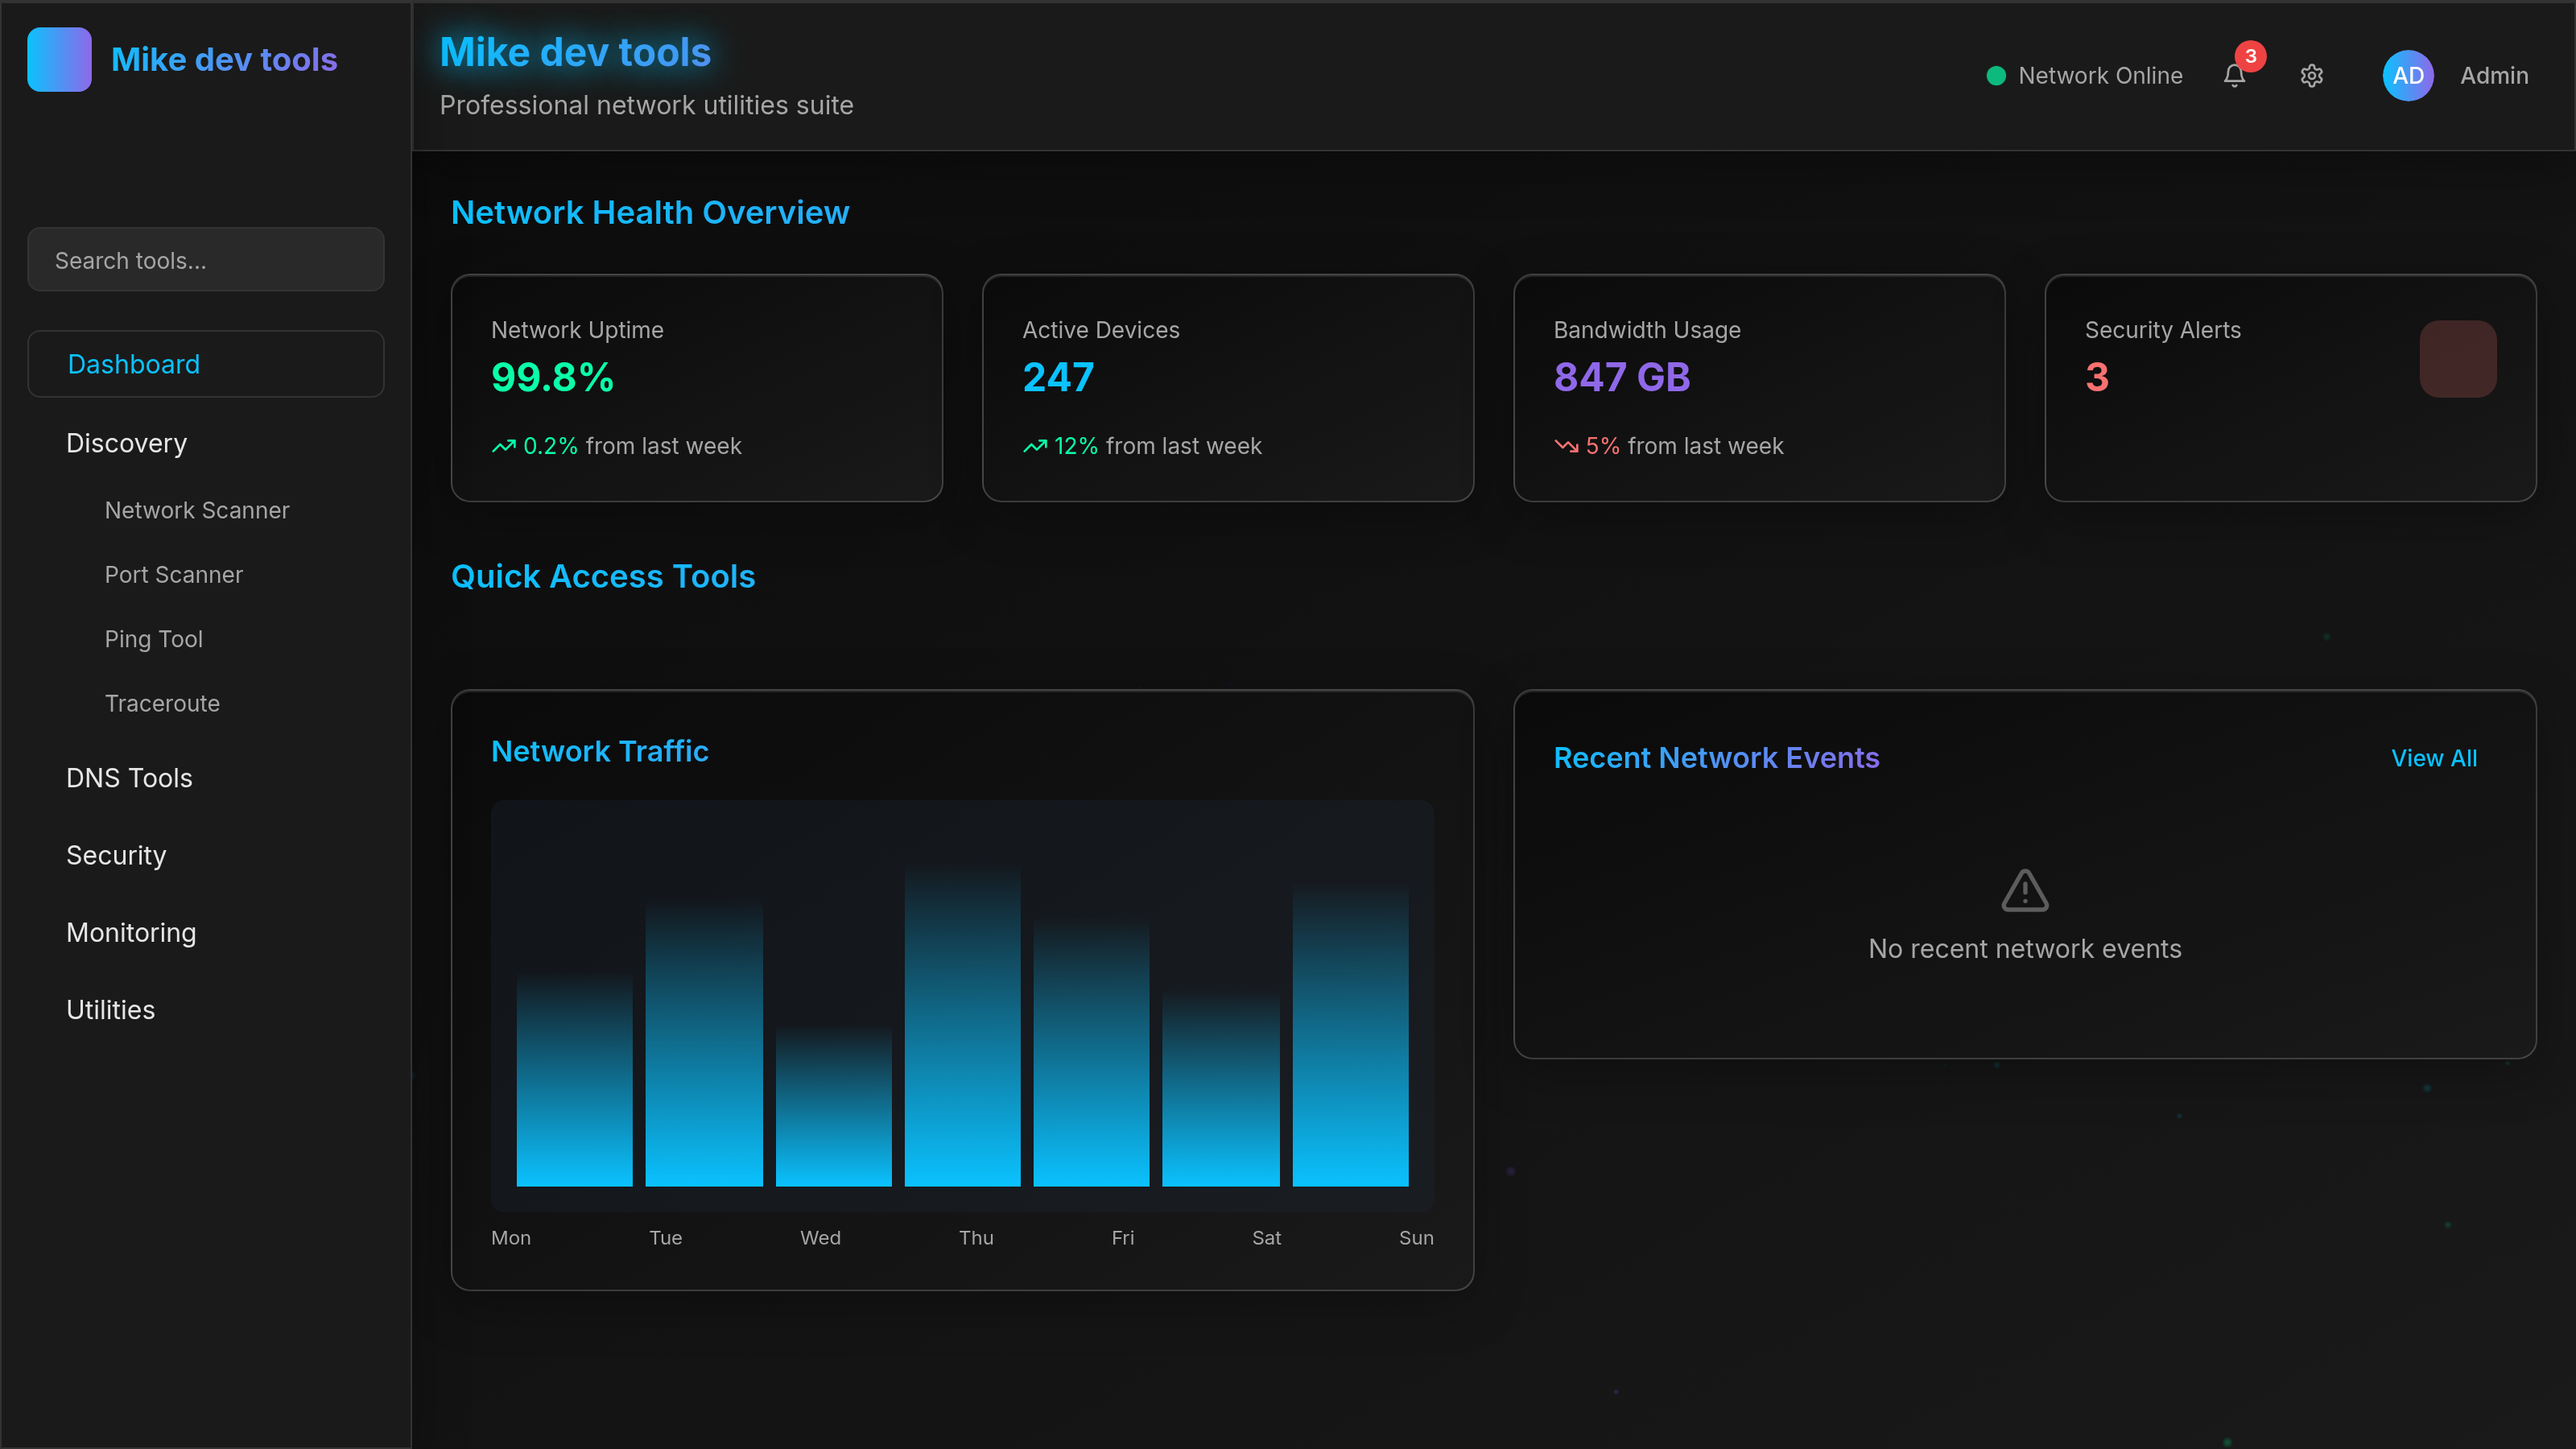 Mike dev tools
Search tools...
Dashboard
Discovery
Network Scanner
Port Scanner
Ping Tool
Traceroute
DNS Tools
Security
Monitoring
Utilities
Mike dev tools
Professional network utilities suite
Network Online
3
AD
Admin
Network Health Overview
Network Uptime
99.8%
0.2% from last week
Active Devices
247
12% from last week
Bandwidth Usage
847 GB
5% from last week
Security Alerts
3
Quick Access Tools
Network Traffic
Mon Tue Wed Thu Fri Sat Sun
Recent Network Events
View All
No recent network events